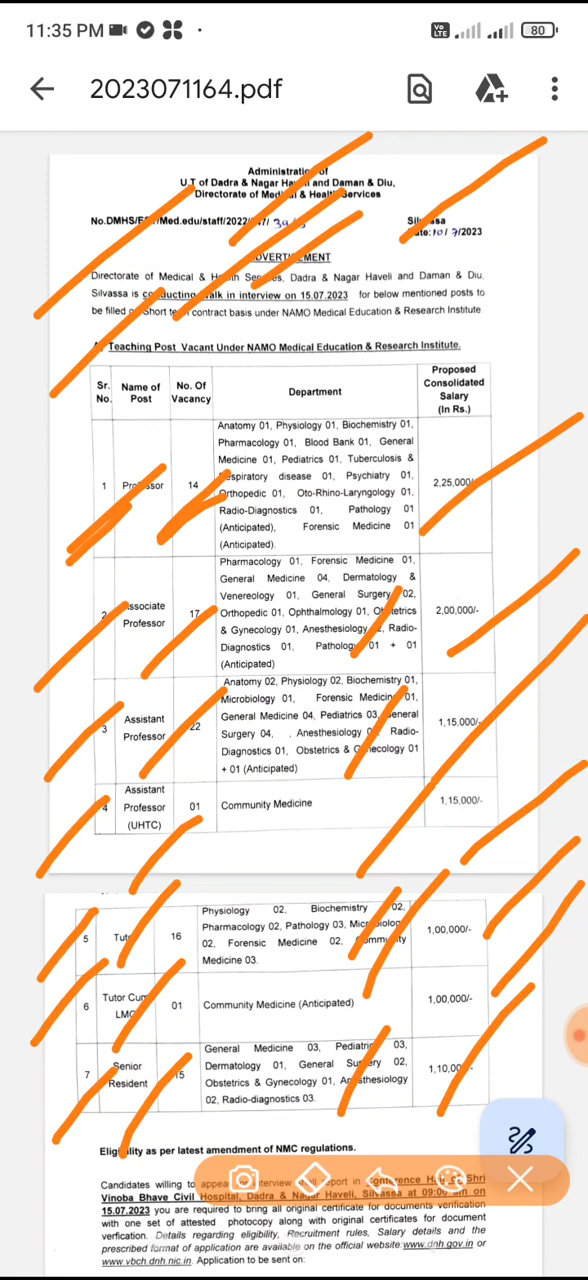 11:35 PM
80
2023071164.pdf
Administration of
U.T of Dadra & Nagar Haveli and Daman & Diu,
Directorate of Medical & Health Services
No.DMHS/ Med.edu/staff/2022/
Silvassa
Date:10/7/2023
ADVERTISEMENT
Directorate of Medical & Health Services, Dadra & Nagar Haveli and Daman & Diu,
Silvassa is conducting walk in interview on 15.07.2023 for below mentioned posts to
be filled on Short term contract basis under NAMO Medical Education & Research Institute
Teaching Post Vacant Under NAMO Medical Education & Research Institute.
Sr. No. Name of Post No. Of Vacancy Department Proposed Consolidated Salary (In Rs.)
1 Professor 14 2,25,000/-
Anatomy 01, Physiology 01, Biochemistry 01,
Pharmacology 01, Blood Bank 01, General
Medicine 01, Pediatrics 01, Tuberculosis &
Respiratory disease 01, Psychiatry 01,
Orthopedic 01, Oto-Rhino-Laryngology 01,
Radio-Diagnostics 01, Pathology 01
(Anticipated), Forensic Medicine 01
(Anticipated).
2 Associate Professor 17 2,00,000/-
Pharmacology 01, Forensic Medicine 01,
General Medicine 04, Dermatology &
Venereology 01, General Surgery 02,
Orthopedic 01, Ophthalmology 01, Obstetrics
& Gynecology 01, Anesthesiology 02, Radio-
Diagnostics 01, Pathology 01 + 01
(Anticipated)
3 Assistant Professor 22 1,15,000/-
Anatomy 02, Physiology 02, Biochemistry 01,
Microbiology 01, Forensic Medicine 01,
General Medicine 04, Pediatrics 03, General
Surgery 04, , Anesthesiology Radio-
Diagnostics 01, Obstetrics & Gynecology 01
+ 01 (Anticipated)
4 Assistant Professor (UHTC) 01 Community Medicine 1,15,000/-
5 Tutor 16 1,00,000/-
Physiology 02, Biochemistry 02,
Pharmacology 02, Pathology 03, Microbiology
02, Forensic Medicine 02, Community
Medicine 03.
6 Tutor Cum LMO 01 Community Medicine (Anticipated) 1,00,000/-
7 Senior Resident 15 1,10,000/-
General Medicine 03, Pediatrics 03,
Dermatology 01, General Surgery 02,
Obstetrics & Gynecology 01, Anesthesiology
02, Radio-diagnostics 03.
Eligibility as per latest amendment of NMC regulations.
Candidates willing to appear interview shall report in Conference Hall of Shri
Vinoba Bhave Civil Hospital, Dadra & Nagar Haveli, Silvassa at 09:00 am on
15.07.2023 you are required to bring all original certificate for documents verification
with one set of attested photocopy along with original certificates for document
verfication. Details regarding eligibility, Recruitment rules, Salary details and the
prescribed format of application are available on the official website:www.dnh.gov.in or
www.vbch.dnh.nic.in. Application to be sent on: